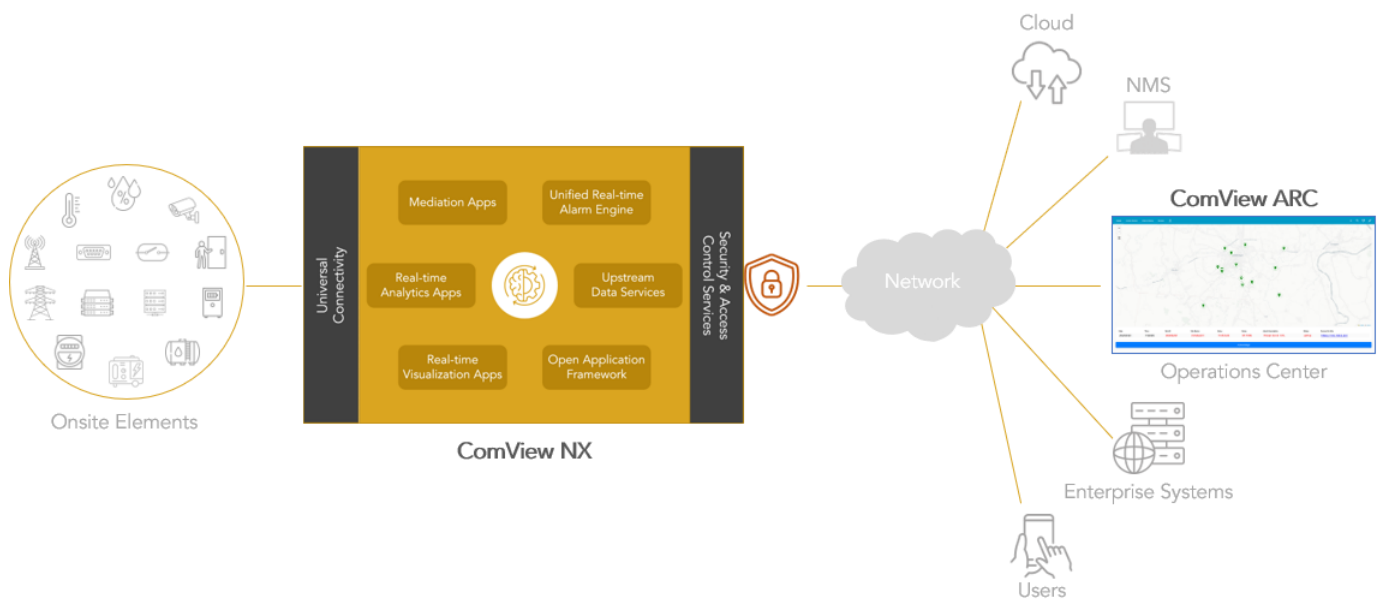 Cloud
NMS
ComView ARC
Mediation Apps
Unified Real-time
Alarm Engine
Universal
Connectivity
Real-time
Analytics Apps
Upstream
Data Services
Security & Access
Control Services
Network
Real-time
Visualization Apps
Open Application
Framework
%
Operations Center
Onsite Elements
ComView NX
Enterprise Systems
Users